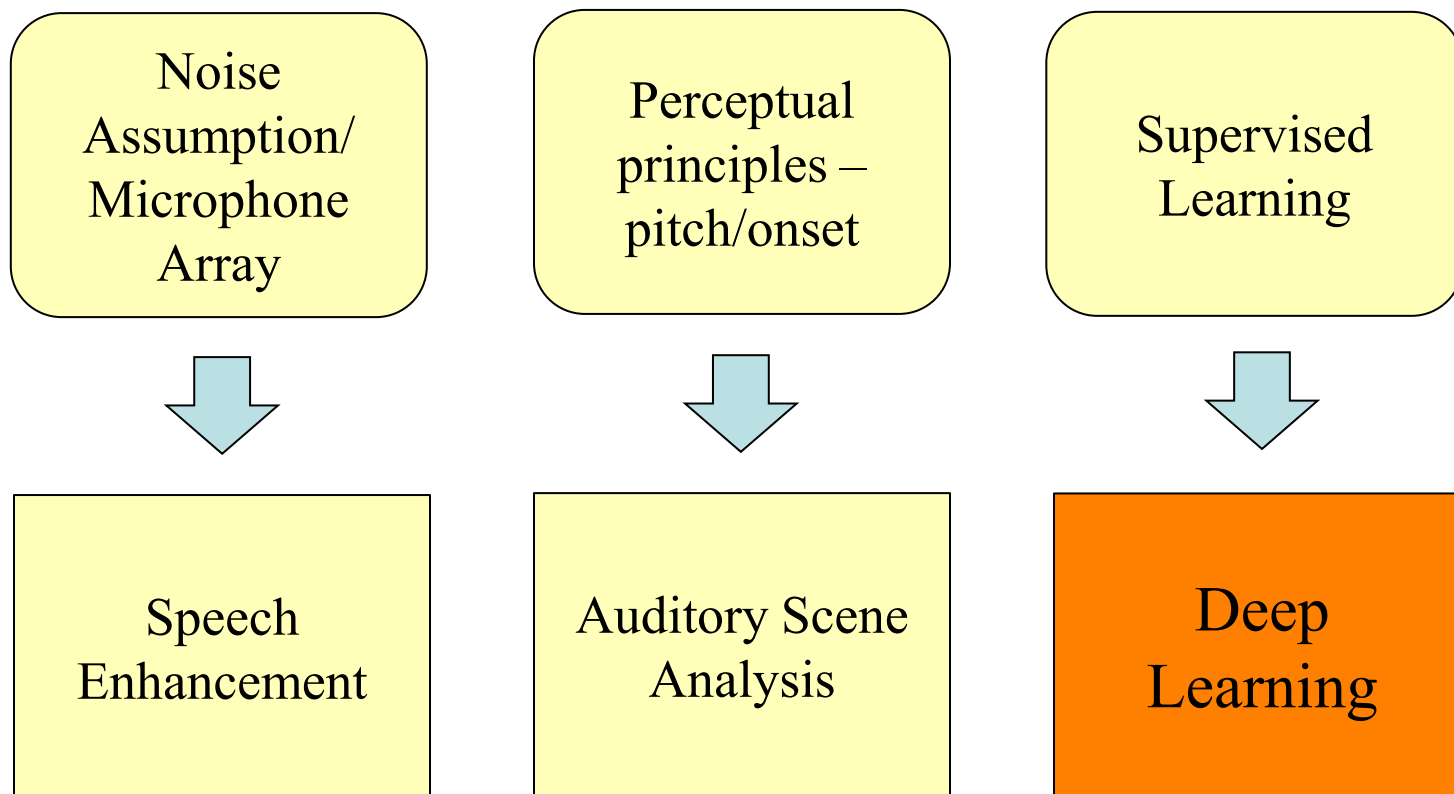 Noise
Assumption/
Microphone
Array
Perceptual
principles –
pitch/onset
Supervised
Learning
Speech
Enhancement
Auditory Scene
Analysis
Deep
Learning